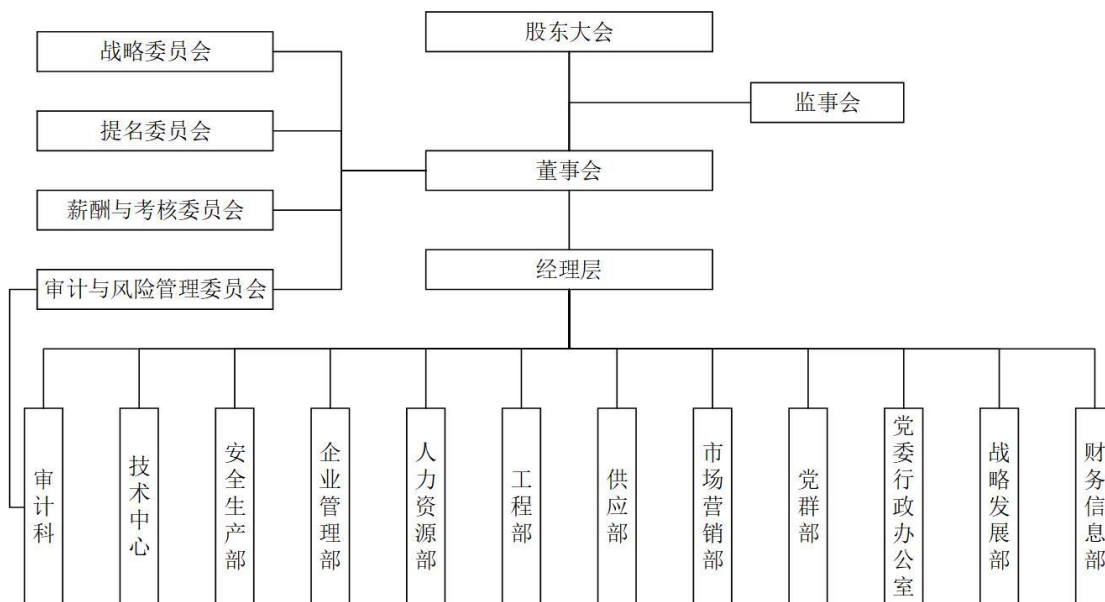 股东大会
战略委员会
监事会
提名委员会
董事会
薪酬与考核委员会
经理层
审计与风险管理委员会
审计科
技术中心
安全生产部
企业管理部
人力资源部
工程部
供应部
市场营销部
党群部
党委行政办公室
战略发展部
财务信息部